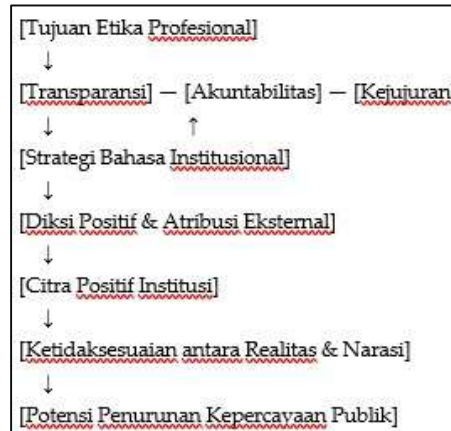 [Tujuan Etika Profesional]
↓
[Transparansi] — [Akuntabilitas] — [Kejujuran]
↓ ↑
[Strategi Bahasa Institusional]
↓
[Diksi Positif & Atribusi Eksternal]
↓
[Citra Positif Institusi]
↓
[Ketidaksesuaian antara Realitas & Narasi]
↓
[Potensi Penurunan Kepercayaan Publik]